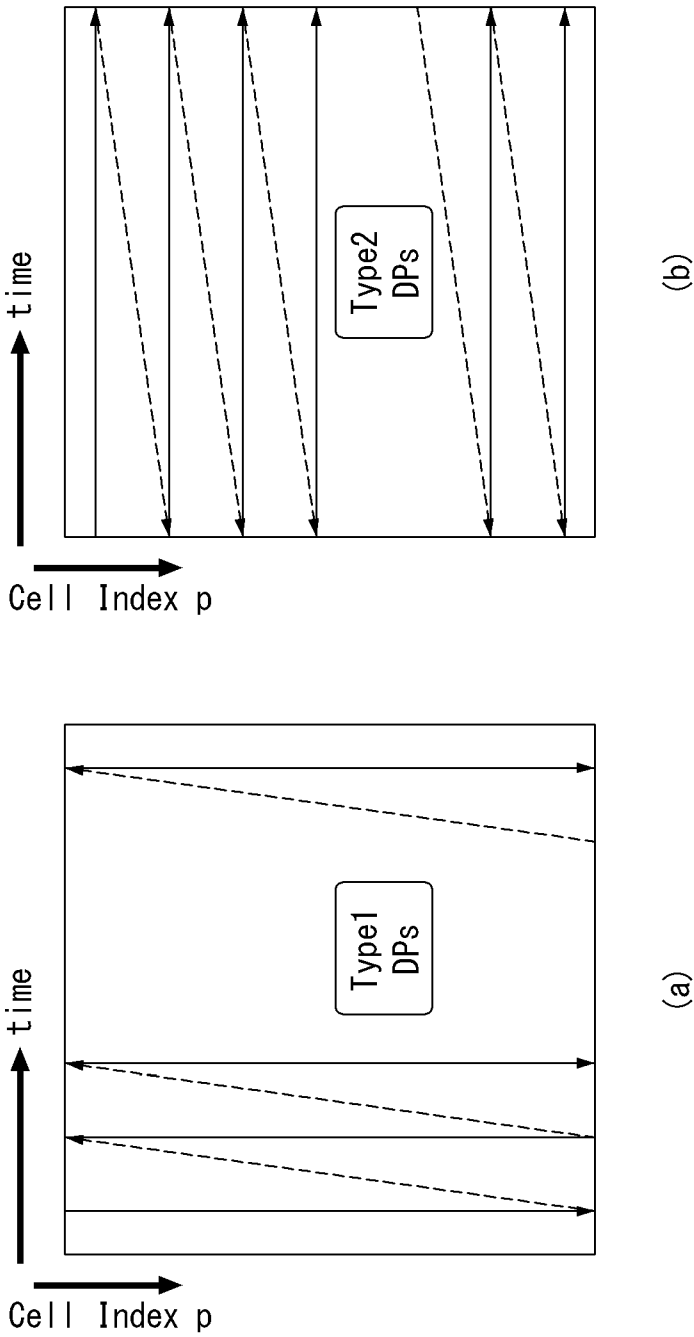 time
Cell Index p
Type2
DPs
(b)
time
Cell Index p
Type1
DPs
(a)